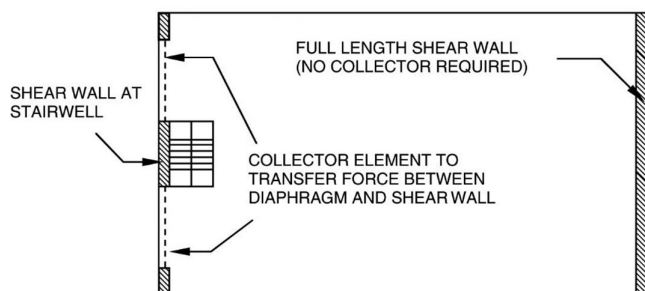 FULL LENGTH SHEAR WALL
(NO COLLECTOR REQUIRED)
SHEAR WALL AT
STAIRWELL
COLLECTOR ELEMENT TO
TRANSFER FORCE BETWEEN
DIAPHRAGM AND SHEAR WALL